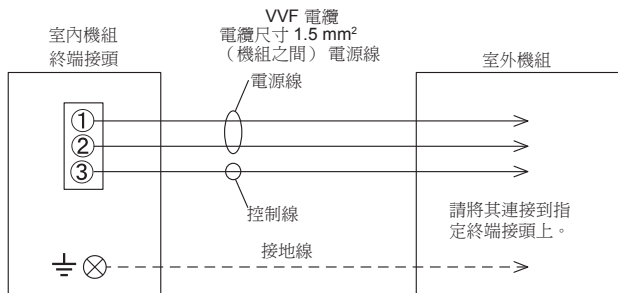 VVF 電纜
電纜尺寸 1.5 mm²
（機組之間） 電源線
室內機組
終端接頭
室外機組
電源線
①
②
③
控制線
請將其連接到指
定終端接頭上。
接地線